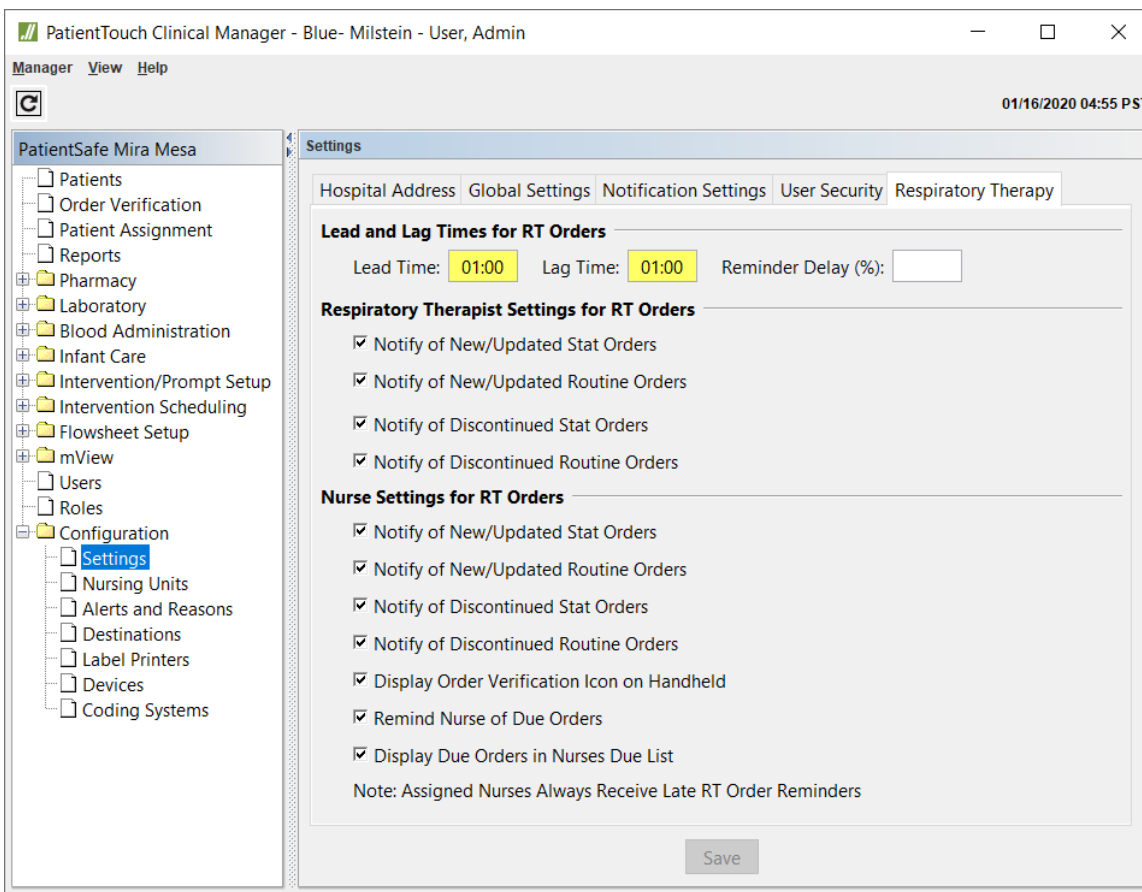 PatientTouch Clinical Manager - Blue- Milstein - User, Admin
Manager View Help
01/16/2020 04:55 PST
PatientSafe Mira Mesa
Patients
Order Verification
Patient Assignment
Reports
Pharmacy
Laboratory
Blood Administration
Infant Care
Intervention/Prompt Setup
Intervention Scheduling
Flowsheet Setup
mView
Users
Roles
Configuration
Settings
Nursing Units
Alerts and Reasons
Destinations
Label Printers
Devices
Coding Systems
Settings
Hospital Address Global Settings Notification Settings User Security Respiratory Therapy
Lead and Lag Times for RT Orders
Lead Time: 01:00 Lag Time: 01:00 Reminder Delay (%):
Respiratory Therapist Settings for RT Orders
Notify of New/Updated Stat Orders
Notify of New/Updated Routine Orders
Notify of Discontinued Stat Orders
Notify of Discontinued Routine Orders
Nurse Settings for RT Orders
Notify of New/Updated Stat Orders
Notify of New/Updated Routine Orders
Notify of Discontinued Stat Orders
Notify of Discontinued Routine Orders
Display Order Verification Icon on Handheld
Remind Nurse of Due Orders
Display Due Orders in Nurses Due List
Note: Assigned Nurses Always Receive Late RT Order Reminders
Save